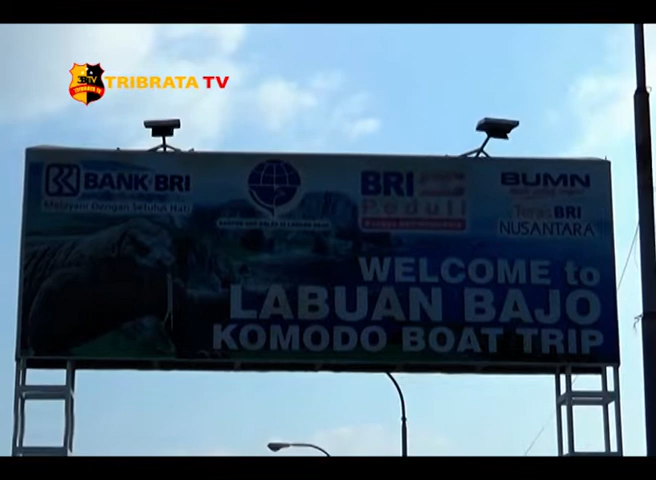 TRIBRATA TV
BANK BRI
Melayani Dengan Setulus Hati
BRI
Peduli
BUMN
Teras BRI
NUSANTARA
WELCOME to
LABUAN BAJO
KOMODO BOAT TRIP